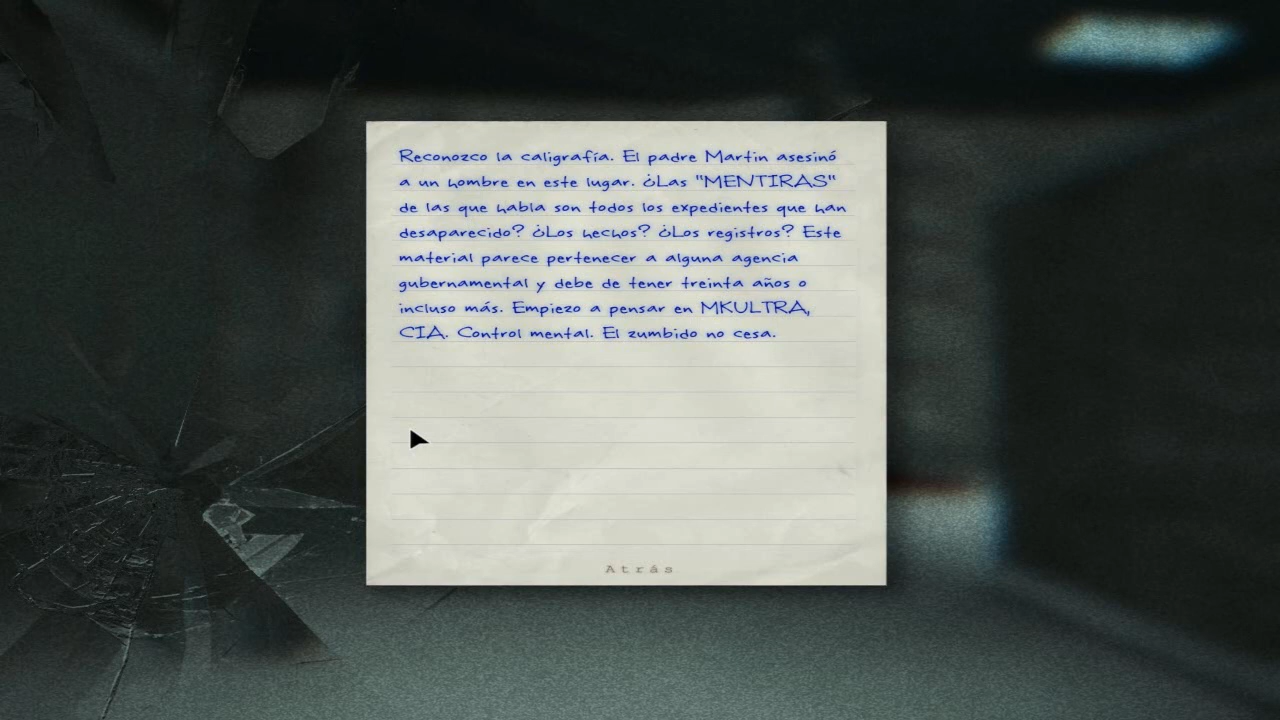 Reconozco la caligrafía. El padre Martin asesinó
a un hombre en este lugar. ¿Las "MENTIRAS"
de las que habla son todos los expedientes que han
desaparecido? ¿Los hechos? ¿Los registros? Este
material parece pertenecer a alguna agencia
gubernamental y debe de tener treinta años o
incluso más. Empiezo a pensar en MKULTRA,
CIA. Control mental. El zumbido no cesa.
Atrás